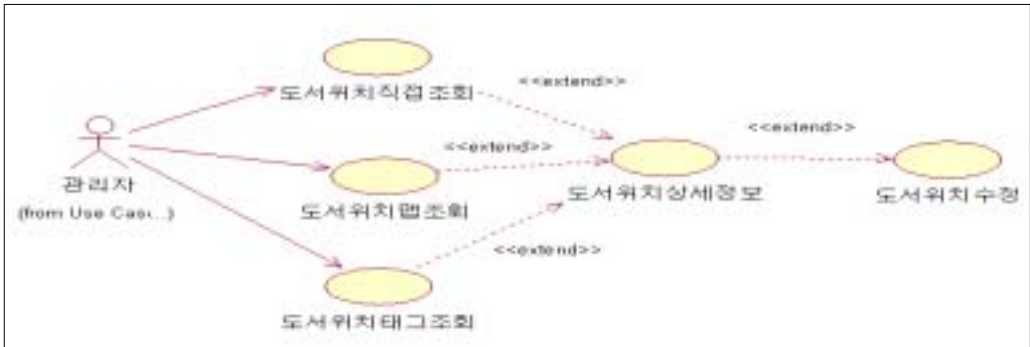 도서위치직접조회
<<extend>>
<<extend>>
<<extend>>
관리자
(from Use Cas...)
도서위치맵조회
도서위치상세정보
도서위치수정
<<extend>>
도서위치태그조회